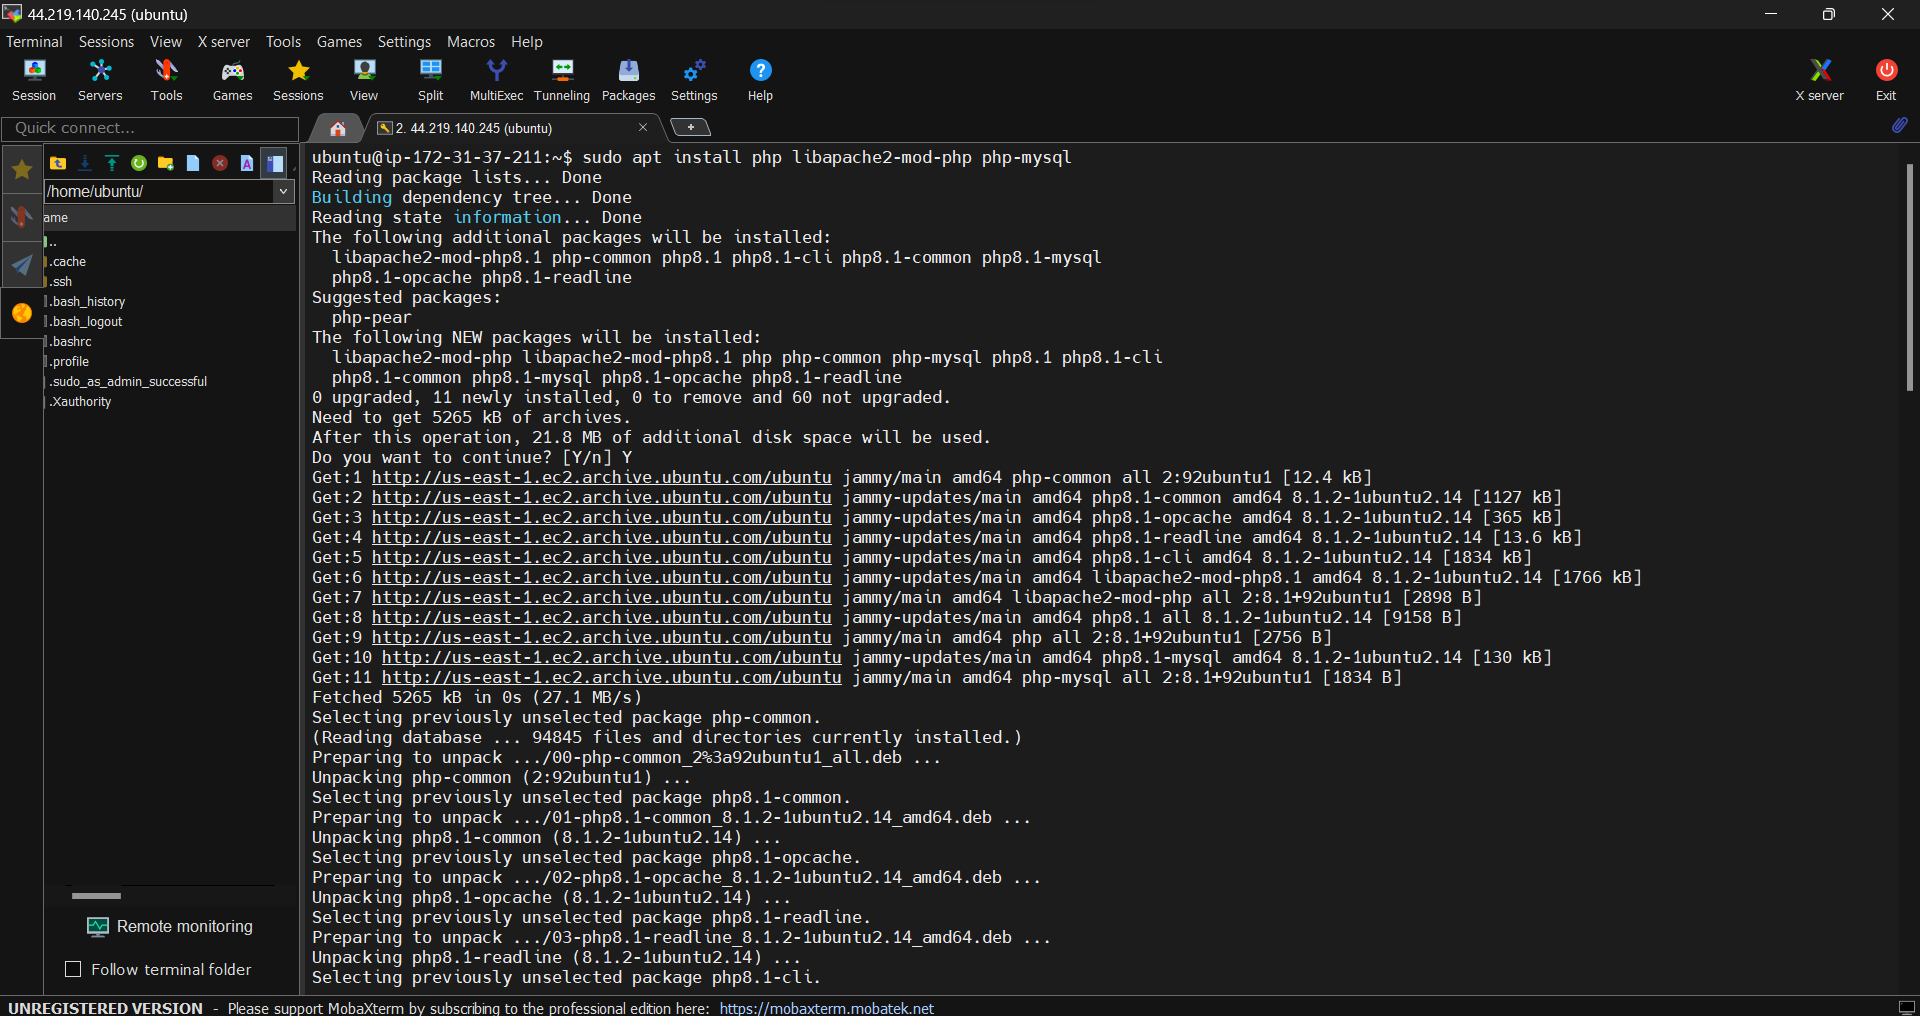 44.219.140.245 (ubuntu)
Terminal Sessions View X server Tools Games Settings Macros Help
Session Servers Tools Games Sessions View Split MultiExec Tunneling Packages Settings Help X server Exit
Quick connect...
2. 44.219.140.245 (ubuntu)
/home/ubuntu/
ame
..
.cache
.ssh
.bash_history
.bash_logout
.bashrc
.profile
.sudo_as_admin_successful
.Xauthority
Remote monitoring
Follow terminal folder
ubuntu@ip-172-31-37-211:~$ sudo apt install php libapache2-mod-php php-mysql
Reading package lists... Done
Building dependency tree... Done
Reading state information... Done
The following additional packages will be installed:
libapache2-mod-php8.1 php-common php8.1 php8.1-cli php8.1-common php8.1-mysql
php8.1-opcache php8.1-readline
Suggested packages:
php-pear
The following NEW packages will be installed:
libapache2-mod-php libapache2-mod-php8.1 php php-common php-mysql php8.1 php8.1-cli
php8.1-common php8.1-mysql php8.1-opcache php8.1-readline
0 upgraded, 11 newly installed, 0 to remove and 60 not upgraded.
Need to get 5265 kB of archives.
After this operation, 21.8 MB of additional disk space will be used.
Do you want to continue? [Y/n] Y
Get:1 http://us-east-1.ec2.archive.ubuntu.com/ubuntu jammy/main amd64 php-common all 2:92ubuntu1 [12.4 kB]
Get:2 http://us-east-1.ec2.archive.ubuntu.com/ubuntu jammy-updates/main amd64 php8.1-common amd64 8.1.2-1ubuntu2.14 [1127 kB]
Get:3 http://us-east-1.ec2.archive.ubuntu.com/ubuntu jammy-updates/main amd64 php8.1-opcache amd64 8.1.2-1ubuntu2.14 [365 kB]
Get:4 http://us-east-1.ec2.archive.ubuntu.com/ubuntu jammy-updates/main amd64 php8.1-readline amd64 8.1.2-1ubuntu2.14 [13.6 kB]
Get:5 http://us-east-1.ec2.archive.ubuntu.com/ubuntu jammy-updates/main amd64 php8.1-cli amd64 8.1.2-1ubuntu2.14 [1834 kB]
Get:6 http://us-east-1.ec2.archive.ubuntu.com/ubuntu jammy-updates/main amd64 libapache2-mod-php8.1 amd64 8.1.2-1ubuntu2.14 [1766 kB]
Get:7 http://us-east-1.ec2.archive.ubuntu.com/ubuntu jammy/main amd64 libapache2-mod-php all 2:8.1+92ubuntu1 [2898 B]
Get:8 http://us-east-1.ec2.archive.ubuntu.com/ubuntu jammy-updates/main amd64 php8.1 all 8.1.2-1ubuntu2.14 [9158 B]
Get:9 http://us-east-1.ec2.archive.ubuntu.com/ubuntu jammy/main amd64 php all 2:8.1+92ubuntu1 [2756 B]
Get:10 http://us-east-1.ec2.archive.ubuntu.com/ubuntu jammy-updates/main amd64 php8.1-mysql amd64 8.1.2-1ubuntu2.14 [130 kB]
Get:11 http://us-east-1.ec2.archive.ubuntu.com/ubuntu jammy/main amd64 php-mysql all 2:8.1+92ubuntu1 [1834 B]
Fetched 5265 kB in 0s (27.1 MB/s)
Selecting previously unselected package php-common.
(Reading database ... 94845 files and directories currently installed.)
Preparing to unpack .../00-php-common_2%3a92ubuntu1_all.deb ...
Unpacking php-common (2:92ubuntu1) ...
Selecting previously unselected package php8.1-common.
Preparing to unpack .../01-php8.1-common_8.1.2-1ubuntu2.14_amd64.deb ...
Unpacking php8.1-common (8.1.2-1ubuntu2.14) ...
Selecting previously unselected package php8.1-opcache.
Preparing to unpack .../02-php8.1-opcache_8.1.2-1ubuntu2.14_amd64.deb ...
Unpacking php8.1-opcache (8.1.2-1ubuntu2.14) ...
Selecting previously unselected package php8.1-readline.
Preparing to unpack .../03-php8.1-readline_8.1.2-1ubuntu2.14_amd64.deb ...
Unpacking php8.1-readline (8.1.2-1ubuntu2.14) ...
Selecting previously unselected package php8.1-cli.
UNREGISTERED VERSION - Please support MobaXterm by subscribing to the professional edition here: https://mobaxterm.mobatek.net